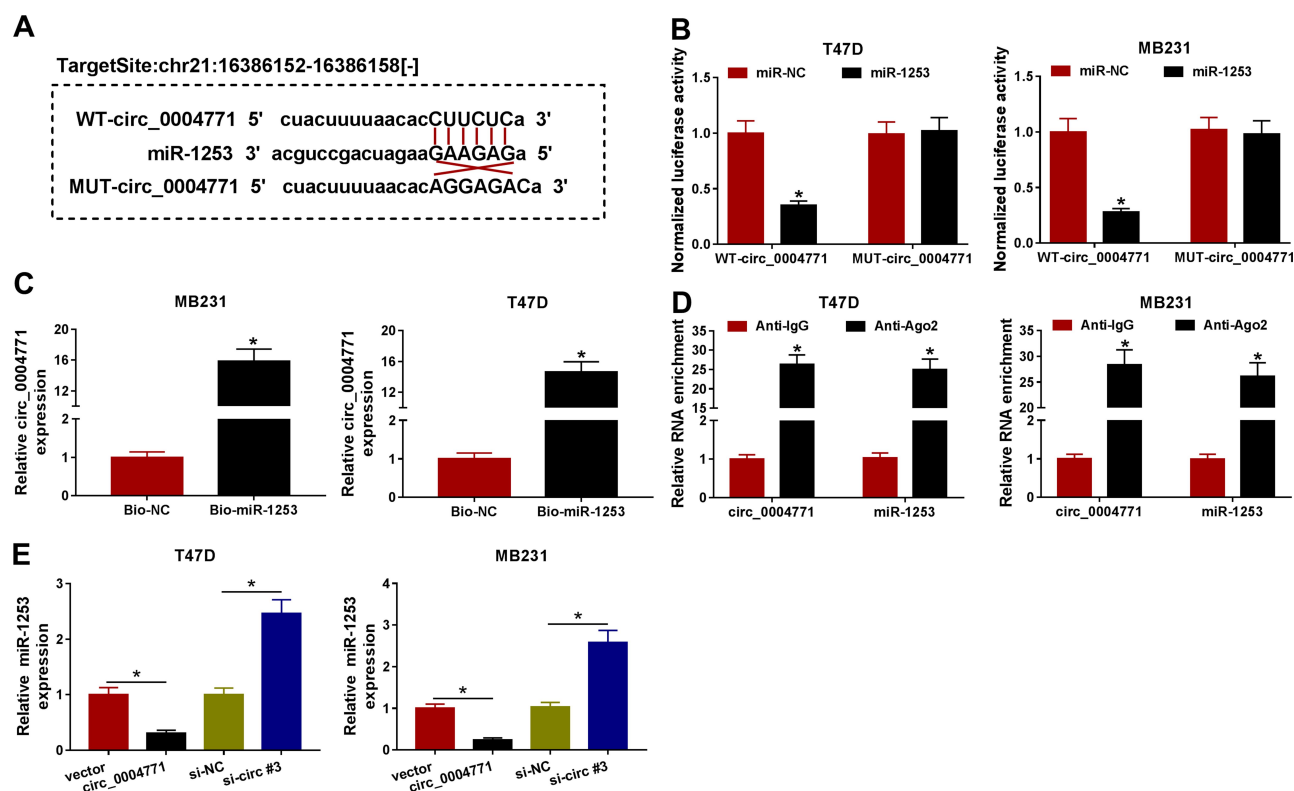 A
TargetSite:chr21:16386152-16386158[-]
WT-circ_0004771 5' cuacuuuuaacacCUUCUCa 3'
miR-1253 3' acguccgacuagaaGAAGAGa 5'
MUT-circ_0004771 5' cuacuuuuaacacAGGAGACa 3'
B
T47D
Normalized luciferase activity
miR-NC
miR-1253
1.5
1.0
0.5
0.0
*
WT-circ_0004771
MUT-circ_0004771
MB231
Normalized luciferase activity
miR-NC
miR-1253
1.5
1.0
0.5
0.0
*
WT-circ_0004771
MUT-circ_0004771
C
MB231
Relative circ_0004771
expression
20
16
12
8
2
1
0
*
Bio-NC
Bio-miR-1253
T47D
Relative circ_0004771
expression
20
16
12
8
2
1
0
*
Bio-NC
Bio-miR-1253
D
T47D
Relative RNA enrichment
Anti-IgG
Anti-Ago2
35
30
25
20
15
10
2
1
0
*
*
circ_0004771
miR-1253
MB231
Relative RNA enrichment
Anti-IgG
Anti-Ago2
35
30
25
20
15
2
1
0
*
*
circ_0004771
miR-1253
E
T47D
Relative miR-1253
expression
3
2
1
0
*
*
vector
circ_0004771
si-NC
si-circ #3
MB231
Relative miR-1253
expression
4
3
2
1
0
*
*
vector
circ_0004771
si-NC
si-circ #3